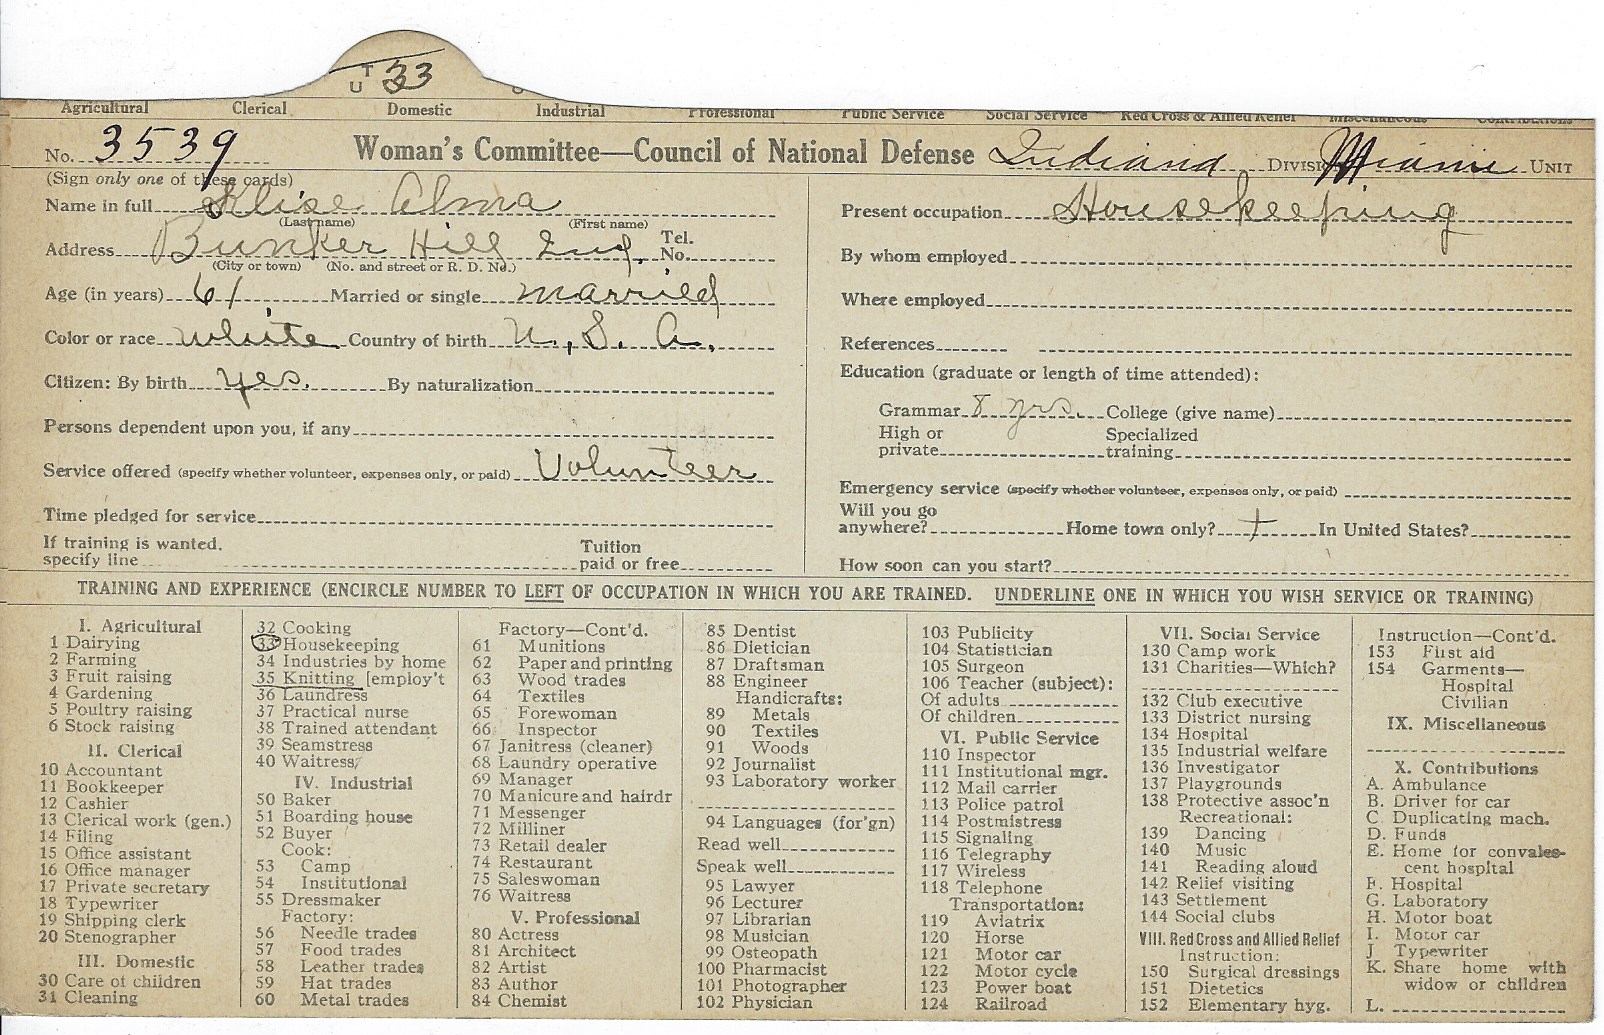 T
U 33
Agricultural Clerical Domestic Industrial Professional Public Service Social Service Red Cross & Allied Relief Miscellaneous Contributions
No. 3539 Woman's Committee—Council of National Defense Indiana Division Miami Unit
(Sign only one of these cards)
Name in full Klise Alma
(Last name) (First name)
Address Bunker Hill Ind. Tel. No.
(City or town) (No. and street or R. D. No.)
Age (in years) 61 Married or single married
Color or race white Country of birth U. S. A.
Citizen: By birth yes. By naturalization
Persons dependent upon you, if any
Service offered (specify whether volunteer, expenses only, or paid) Volunteer
Time pledged for service
If training is wanted, specify line Tuition paid or free
Present occupation Housekeeping
By whom employed
Where employed
References
Education (graduate or length of time attended):
Grammar 8 yrs. College (give name)
High or private Specialized training
Emergency service (specify whether volunteer, expenses only, or paid)
Will you go anywhere? Home town only? + In United States?
How soon can you start?
TRAINING AND EXPERIENCE (ENCIRCLE NUMBER TO LEFT OF OCCUPATION IN WHICH YOU ARE TRAINED. UNDERLINE ONE IN WHICH YOU WISH SERVICE OR TRAINING)
I. Agricultural
1 Dairying
2 Farming
3 Fruit raising
4 Gardening
5 Poultry raising
6 Stock raising
II. Clerical
10 Accountant
11 Bookkeeper
12 Cashier
13 Clerical work (gen.)
14 Filing
15 Office assistant
16 Office manager
17 Private secretary
18 Typewriter
19 Shipping clerk
20 Stenographer
III. Domestic
30 Care of children
31 Cleaning
32 Cooking
33 Housekeeping
34 Industries by home
35 Knitting [employ't
36 Laundress
37 Practical nurse
38 Trained attendant
39 Seamstress
40 Waitress
IV. Industrial
50 Baker
51 Boarding house
52 Buyer
Cook:
53 Camp
54 Institutional
55 Dressmaker
Factory:
56 Needle trades
57 Food trades
58 Leather trades
59 Hat trades
60 Metal trades
Factory—Cont'd.
61 Munitions
62 Paper and printing
63 Wood trades
64 Textiles
65 Forewoman
66 Inspector
67 Janitress (cleaner)
68 Laundry operative
69 Manager
70 Manicure and hairdr
71 Messenger
72 Milliner
73 Retail dealer
74 Restaurant
75 Saleswoman
76 Waitress
V. Professional
80 Actress
81 Architect
82 Artist
83 Author
84 Chemist
85 Dentist
86 Dietician
87 Draftsman
88 Engineer
Handicrafts:
89 Metals
90 Textiles
91 Woods
92 Journalist
93 Laboratory worker
94 Languages (for'gn)
Read well
Speak well
95 Lawyer
96 Lecturer
97 Librarian
98 Musician
99 Osteopath
100 Pharmacist
101 Photographer
102 Physician
103 Publicity
104 Statistician
105 Surgeon
106 Teacher (subject):
Of adults
Of children
VI. Public Service
110 Inspector
111 Institutional mgr.
112 Mail carrier
113 Police patrol
114 Postmistress
115 Signaling
116 Telegraphy
117 Wireless
118 Telephone
Transportation:
119 Aviatrix
120 Horse
121 Motor car
122 Motor cycle
123 Power boat
124 Railroad
VII. Social Service
130 Camp work
131 Charities—Which?
132 Club executive
133 District nursing
134 Hospital
135 Industrial welfare
136 Investigator
137 Playgrounds
138 Protective assoc'n
Recreational:
139 Dancing
140 Music
141 Reading aloud
142 Relief visiting
143 Settlement
144 Social clubs
VIII. Red Cross and Allied Relief
Instruction:
150 Surgical dressings
151 Dietetics
152 Elementary hyg.
Instruction—Cont'd.
153 First aid
154 Garments—
Hospital
Civilian
IX. Miscellaneous
X. Contributions
A. Ambulance
B. Driver for car
C. Duplicating mach.
D. Funds
E. Home for convales-
cent hospital
F. Hospital
G. Laboratory
H. Motor boat
I. Motor car
J Typewriter
K. Share home with
widow or children
L.